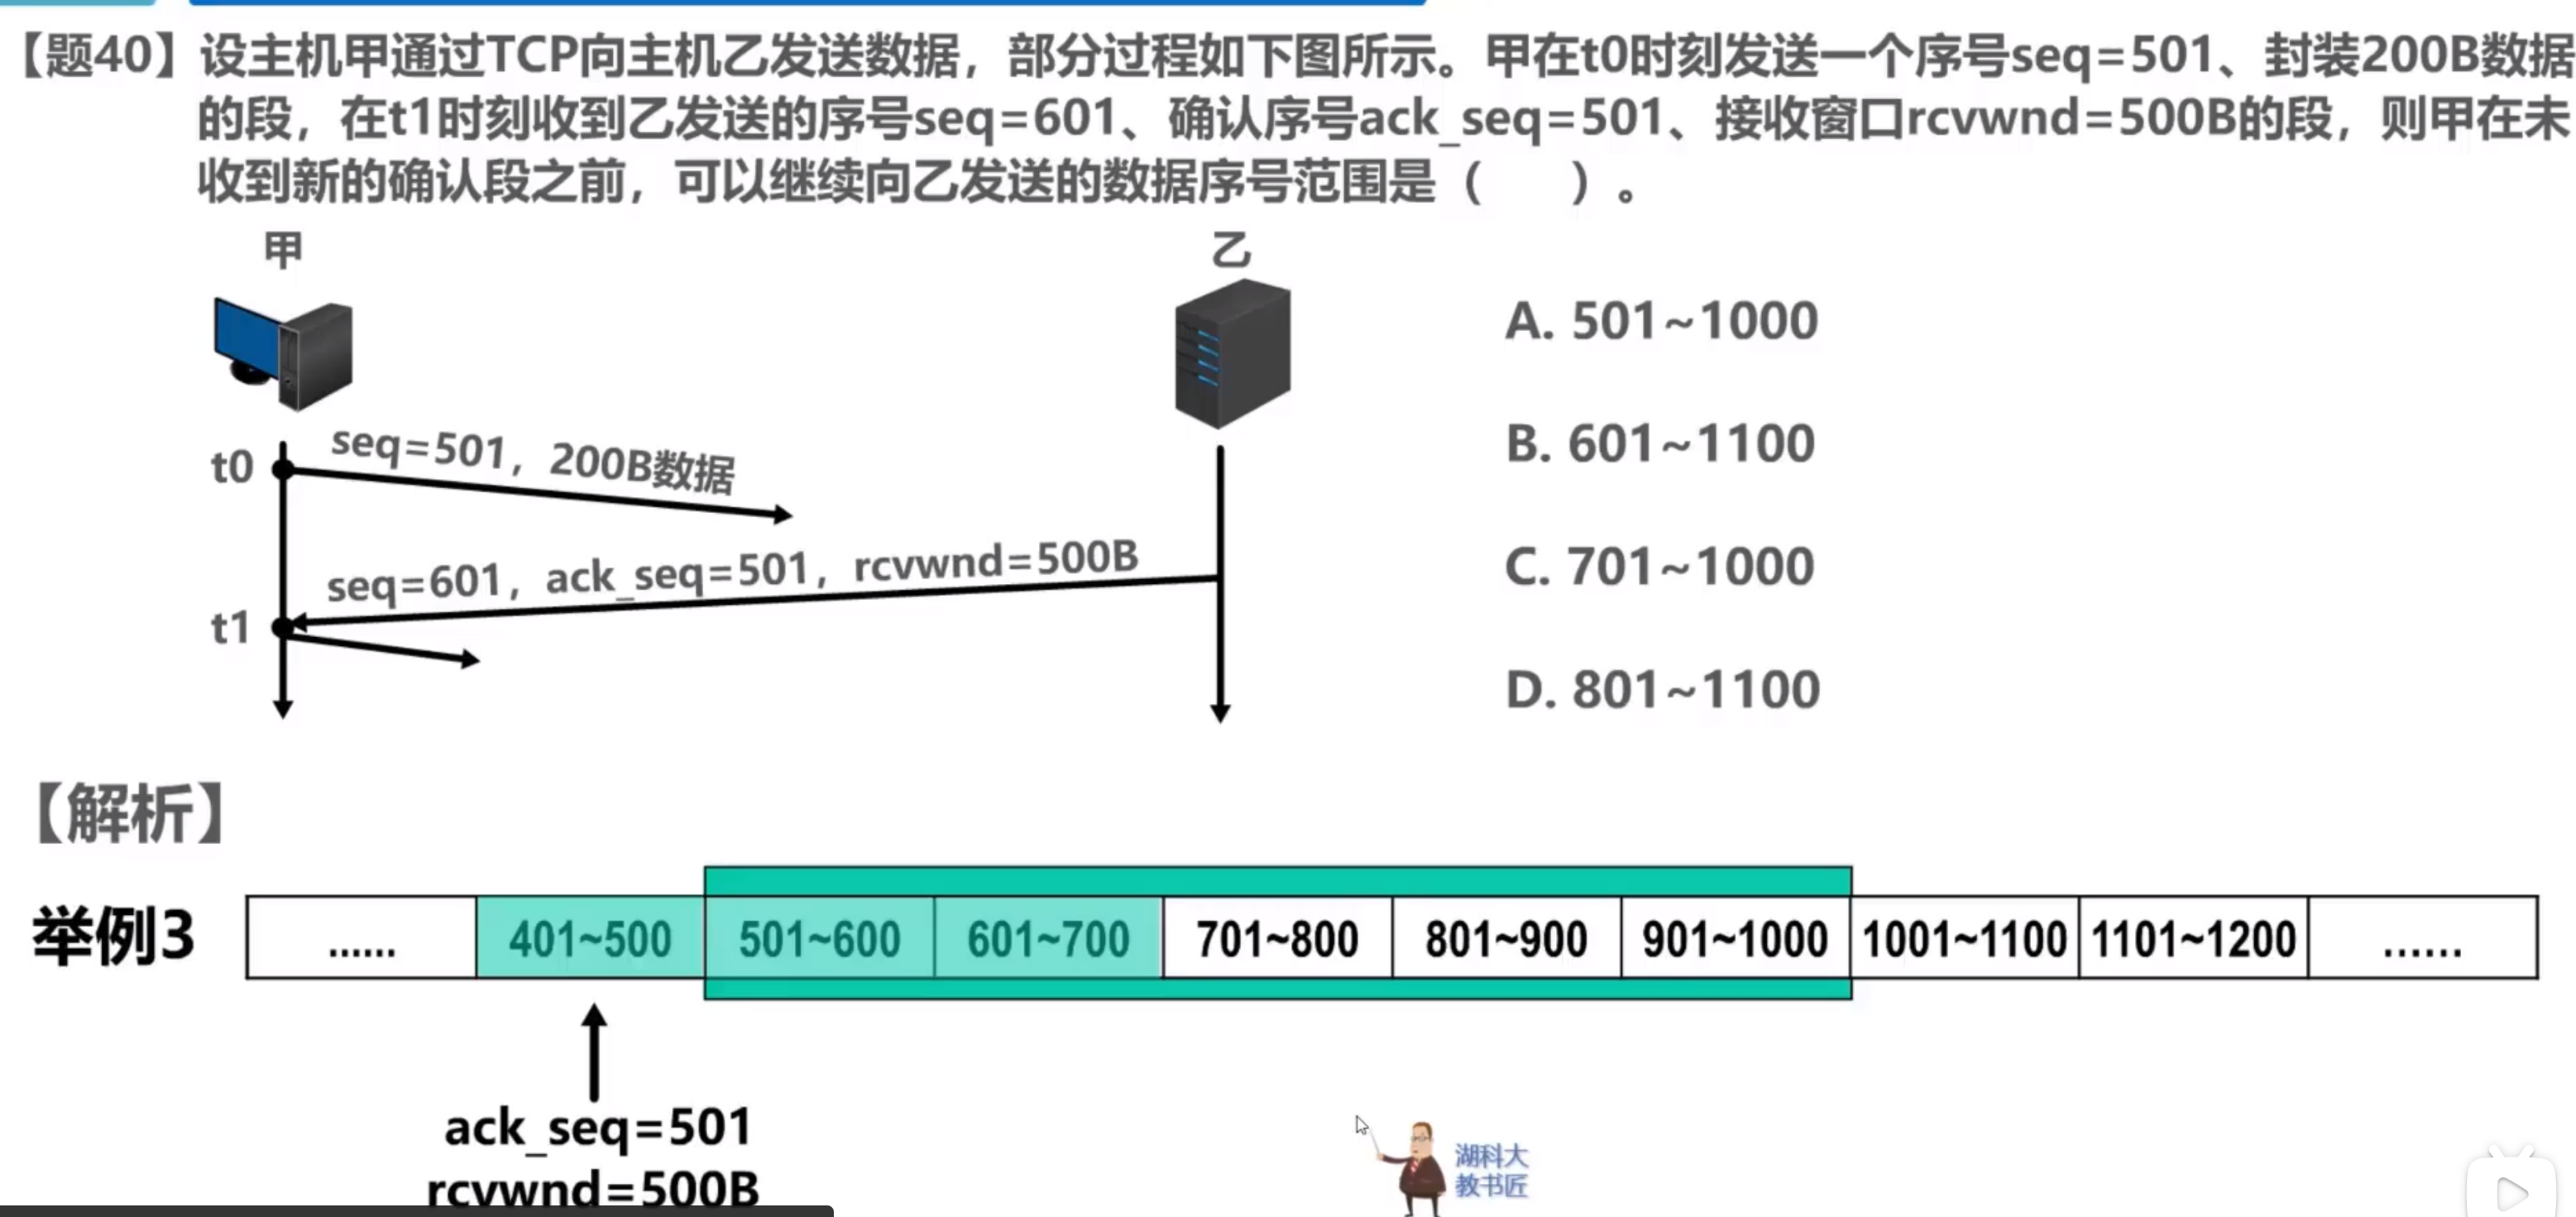 【题40】设主机甲通过TCP向主机乙发送数据，部分过程如下图所示。甲在t0时刻发送一个序号seq=501、封装200B数据
的段，在t1时刻收到乙发送的序号seq=601、确认序号ack_seq=501、接收窗口rcvwnd=500B的段，则甲在未
收到新的确认段之前，可以继续向乙发送的数据序号范围是（　　）。
甲
乙
A. 501~1000
B. 601~1100
C. 701~1000
D. 801~1100
t0
seq=501，200B数据
seq=601，ack_seq=501，rcvwnd=500B
t1
【解析】
举例3
...... 401~500 501~600 601~700 701~800 801~900 901~1000 1001~1100 1101~1200 ......
ack_seq=501
rcvwnd=500B
湖科大
教书匠